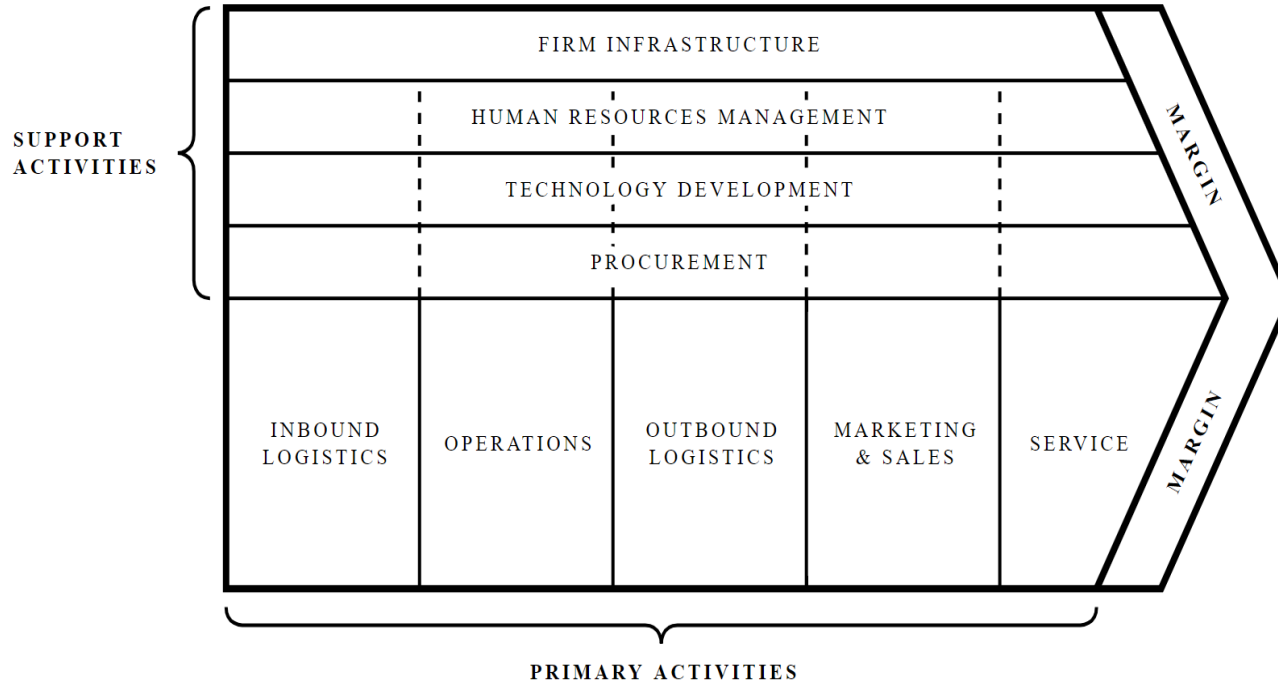 FIRM INFRASTRUCTURE
HUMAN RESOURCES MANAGEMENT
TECHNOLOGY DEVELOPMENT
PROCUREMENT
SUPPORT
ACTIVITIES
MARGIN
INBOUND
LOGISTICS
OPERATIONS
OUTBOUND
LOGISTICS
MARKETING
& SALES
SERVICE
MARGIN
PRIMARY ACTIVITIES